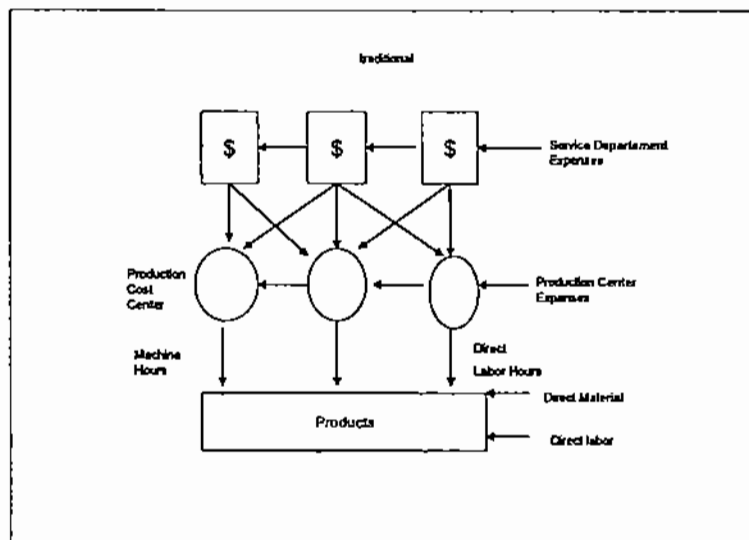 traditional
$ $ $
Service Departement
Expenses
Production
Cost
Center
Production Center
Expenses
Machine
Hours
Direct
Labor Hours
Direct Material
Products
Direct labor